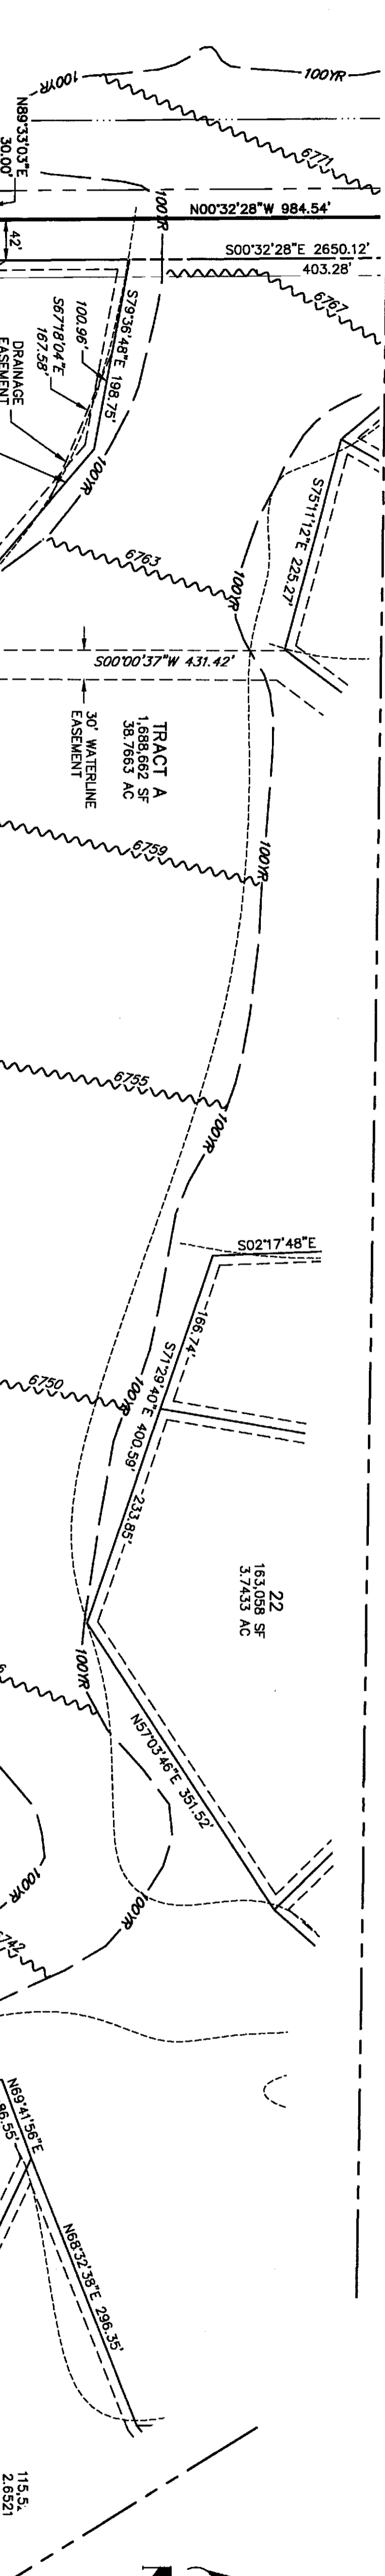 100YR
100YR
6771
N89°33'03"E
30.00'
100YR
N00°32'28"W 984.54'
42'
S00°32'28"E 2650.12'
403.28'
6767
S79°36'48"E 198.75'
100.96'
S67°18'04"E
167.58'
DRAINAGE
EASEMENT
100YR
S75°11'12"E 225.27'
6763
100YR
S00°00'37"W 431.42'
30' WATERLINE
EASEMENT
TRACT A
1,688,662 SF
38.7663 AC
6759
100YR
6755
100YR
S02°17'48"E
166.74'
S71°29'40"E 400.59'
6750
100YR
233.85'
22
163,058 SF
3.7433 AC
100YR
N57°03'46"E 351.52'
100YR
100YR
N69°41'56"E
96.55'
N68°32'38"E 296.35'
2.6521